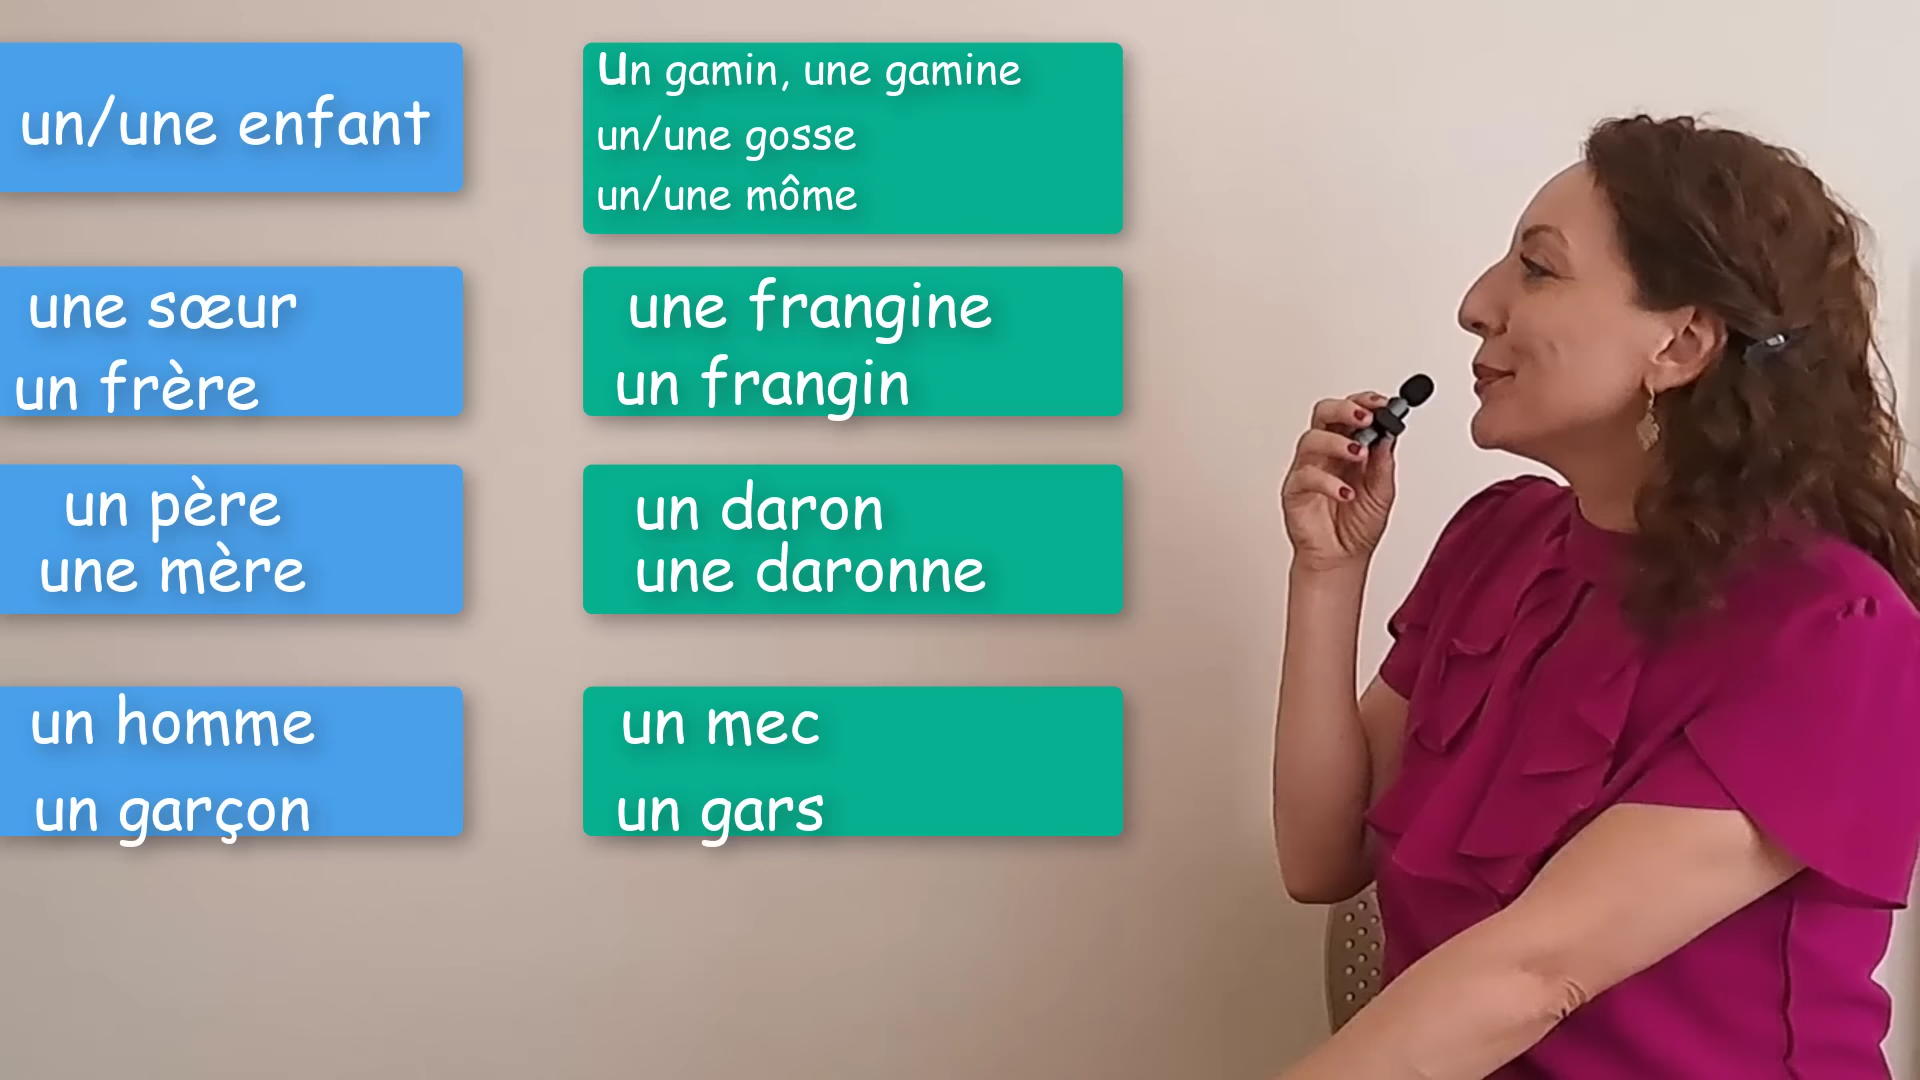 un/une enfant
Un gamin, une gamine
un/une gosse
un/une môme
une sœur
un frère
une frangine
un frangin
un père
une mère
un daron
une daronne
un homme
un garçon
un mec
un gars